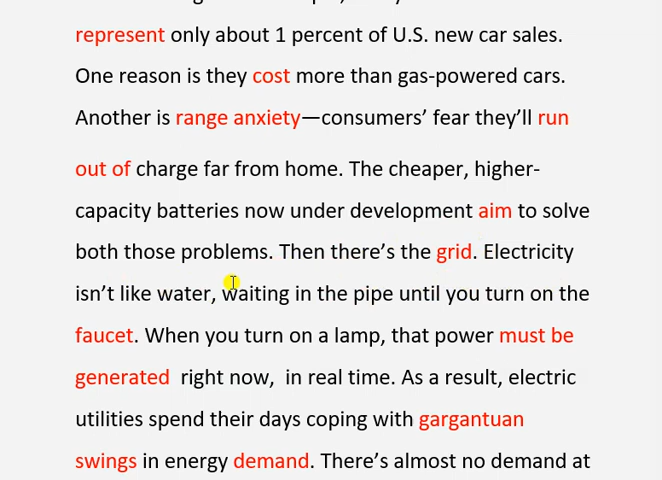 represent only about 1 percent of U.S. new car sales.
One reason is they cost more than gas-powered cars.
Another is range anxiety—consumers’ fear they’ll run
out of charge far from home. The cheaper, higher-
capacity batteries now under development aim to solve
both those problems. Then there’s the grid. Electricity
isn’t like water, waiting in the pipe until you turn on the
faucet. When you turn on a lamp, that power must be
generated right now, in real time. As a result, electric
utilities spend their days coping with gargantuan
swings in energy demand. There’s almost no demand at